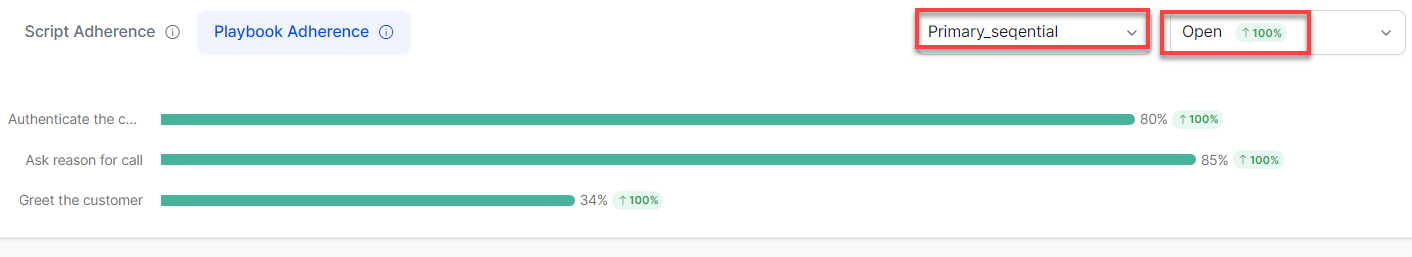 Script Adherence Playbook Adherence Primary_seqential Open ↑100%
Authenticate the c... 80% ↑100%
Ask reason for call 85% ↑100%
Greet the customer 34% ↑100%